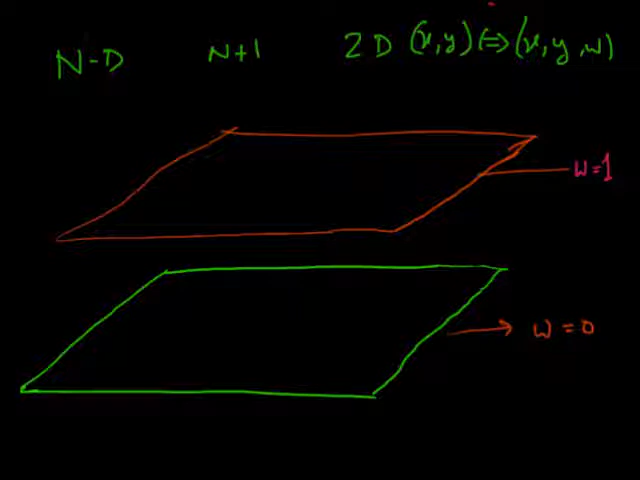 N-D N+1 2D (x,y) ⇔ (x,y,w)
W=1
W=0